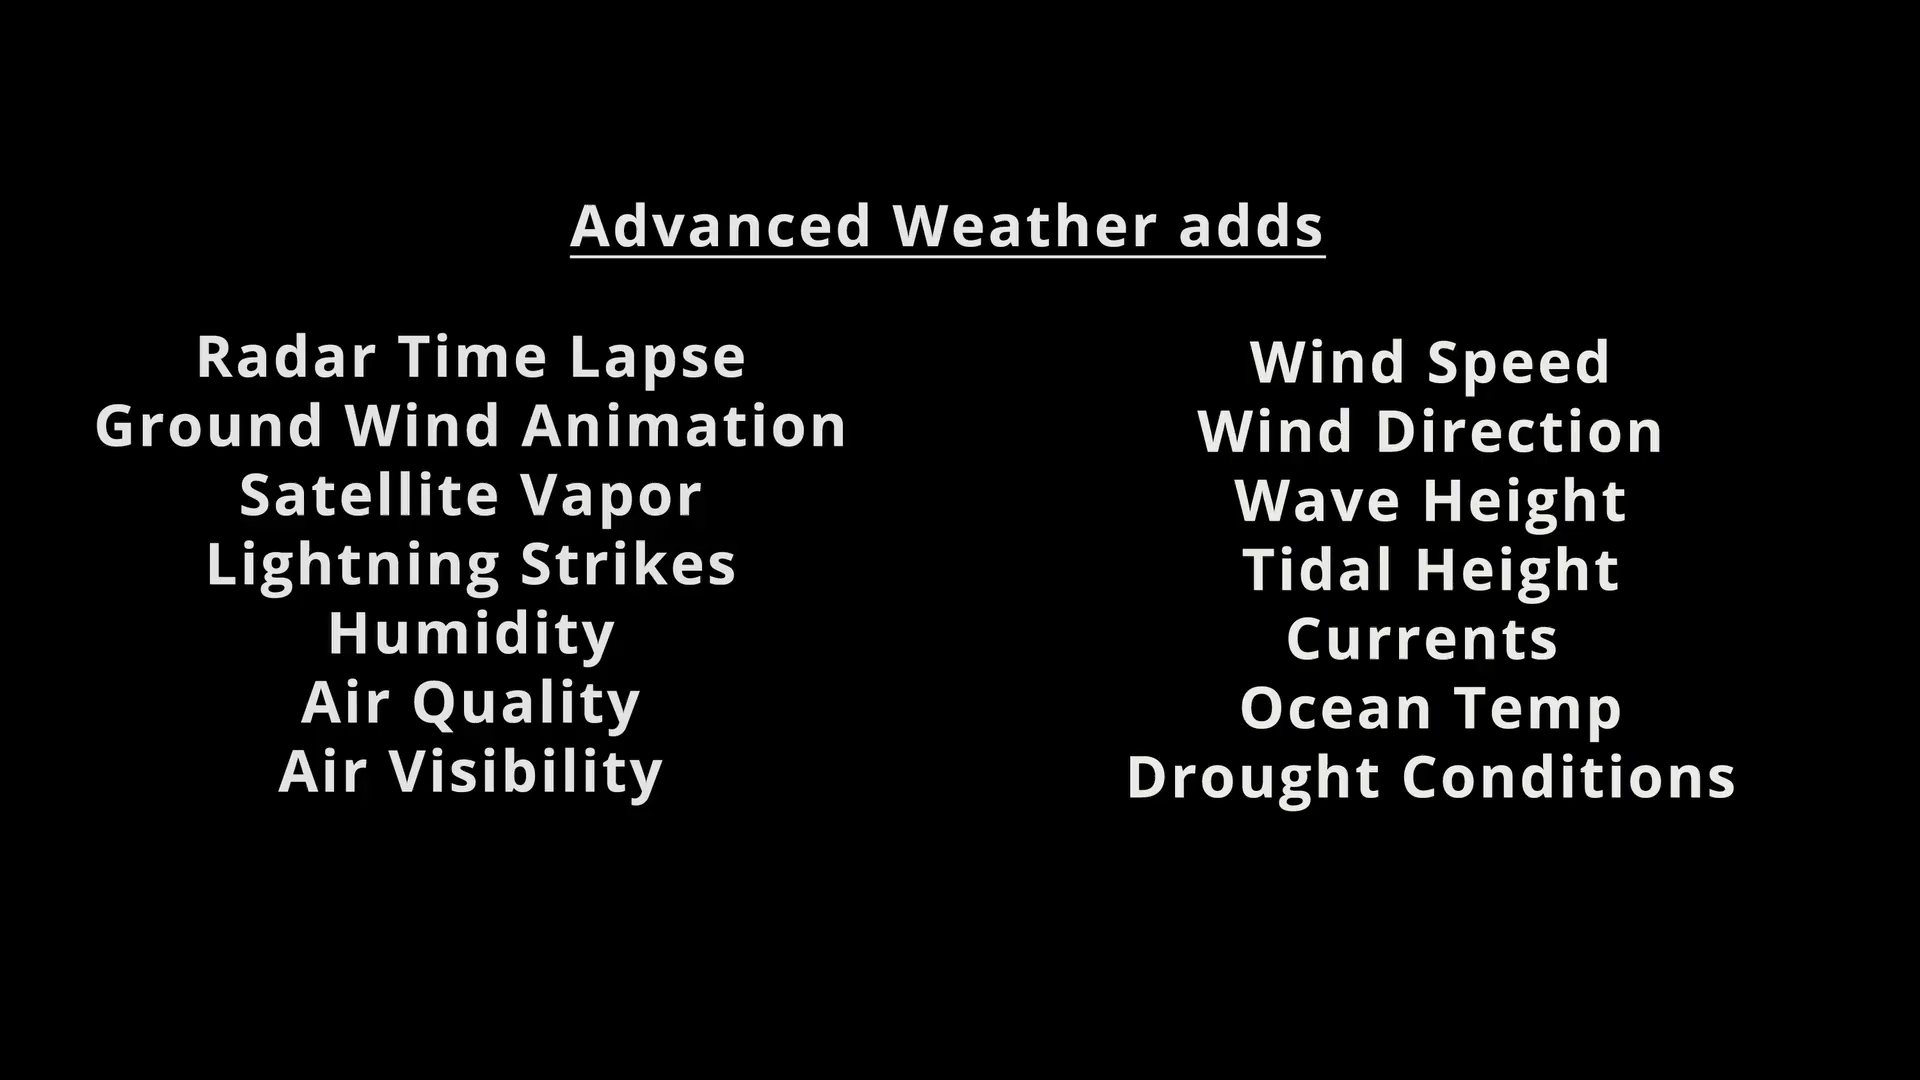 Advanced Weather adds
Radar Time Lapse
Ground Wind Animation
Satellite Vapor
Lightning Strikes
Humidity
Air Quality
Air Visibility
Wind Speed
Wind Direction
Wave Height
Tidal Height
Currents
Ocean Temp
Drought Conditions